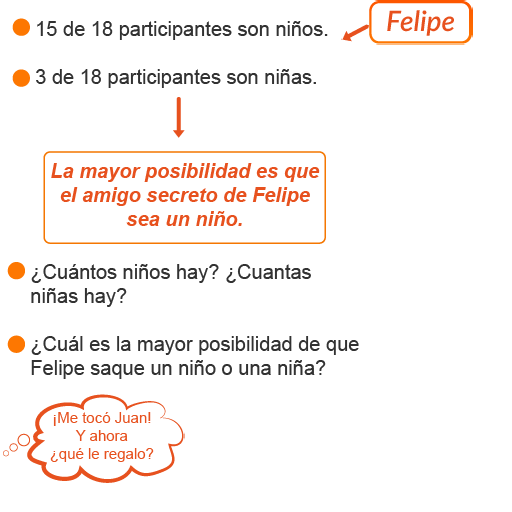 15 de 18 participantes son niños.
Felipe
3 de 18 participantes son niñas.
La mayor posibilidad es que
el amigo secreto de Felipe
sea un niño.
¿Cuántos niños hay? ¿Cuantas
niñas hay?
¿Cuál es la mayor posibilidad de que
Felipe saque un niño o una niña?
¡Me tocó Juan!
Y ahora
¿qué le regalo?